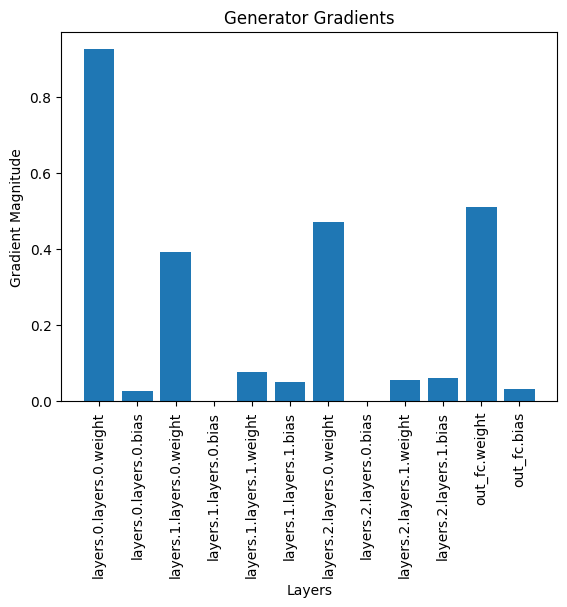 Generator Gradients
Gradient Magnitude
0.8
0.6
0.4
0.2
0.0
layers.0.layers.0.weight
layers.0.layers.0.bias
layers.1.layers.0.weight
layers.1.layers.0.bias
layers.1.layers.1.weight
layers.1.layers.1.bias
layers.2.layers.0.weight
layers.2.layers.0.bias
layers.2.layers.1.weight
layers.2.layers.1.bias
out_fc.weight
out_fc.bias
Layers